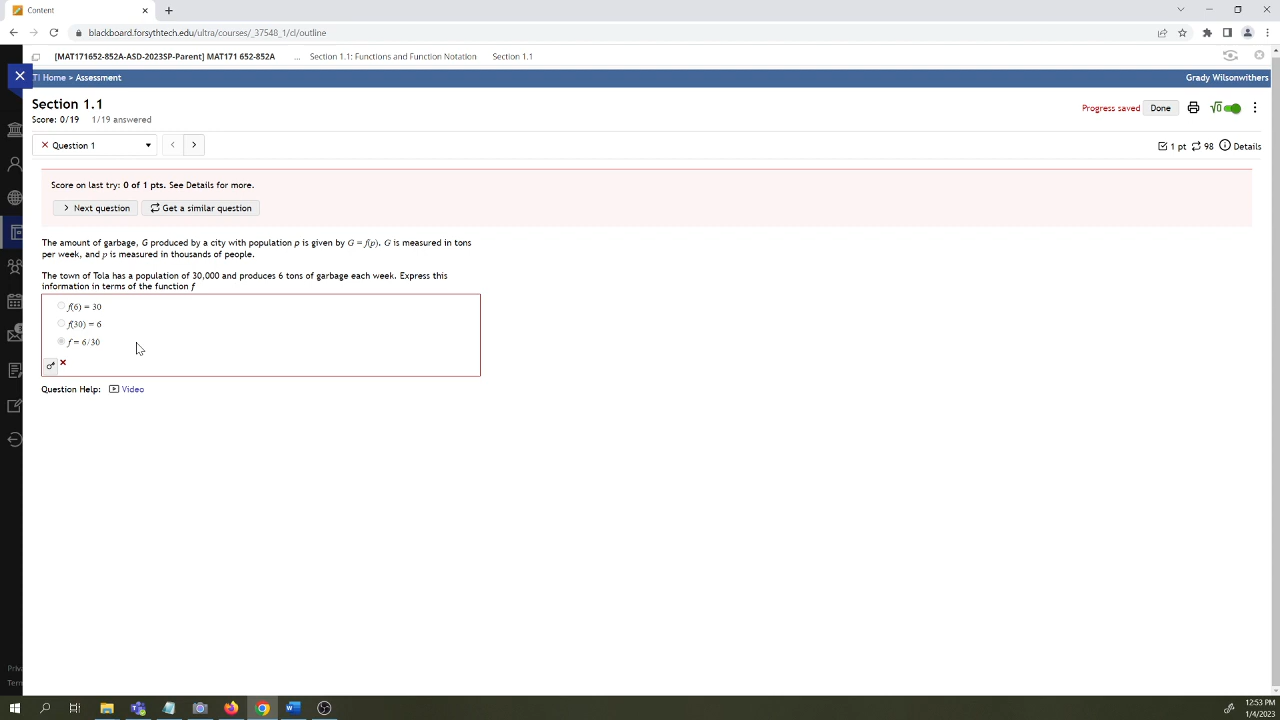 Content
blackboard.forsythtech.edu/ultra/courses/_37548_1/cl/outline
[MAT171652-852A-ASD-2023SP-Parent] MAT171 652-852A ... Section 1.1: Functions and Function Notation Section 1.1
TI Home > Assessment Grady Wilsonwithers
Section 1.1
Progress saved Done √0
Score: 0/19 1/19 answered
× Question 1 < >
1 pt 98 Details
Score on last try: 0 of 1 pts. See Details for more.
> Next question Get a similar question
The amount of garbage, G produced by a city with population p is given by G = f(p). G is measured in tons
per week, and p is measured in thousands of people.
The town of Tola has a population of 30,000 and produces 6 tons of garbage each week. Express this
information in terms of the function f
f(6) = 30
f(30) = 6
f = 6/30
Question Help: Video
Priva
Term
12:53 PM
1/4/2023